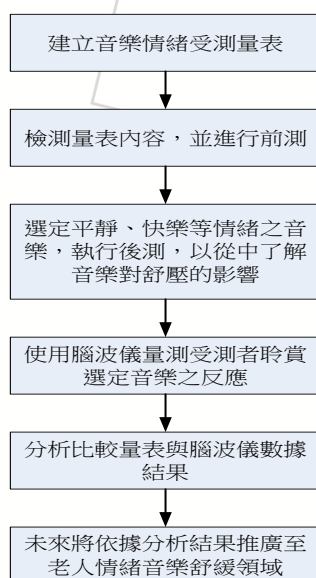 建立音樂情緒受測量表
檢測量表內容，並進行前測
選定平靜、快樂等情緒之音
樂，執行後測，以從中了解
音樂對舒壓的影響
使用腦波儀量測受測者聆賞
選定音樂之反應
分析比較量表與腦波儀數據
結果
未來將依據分析結果推廣至
老人情緒音樂舒緩領域